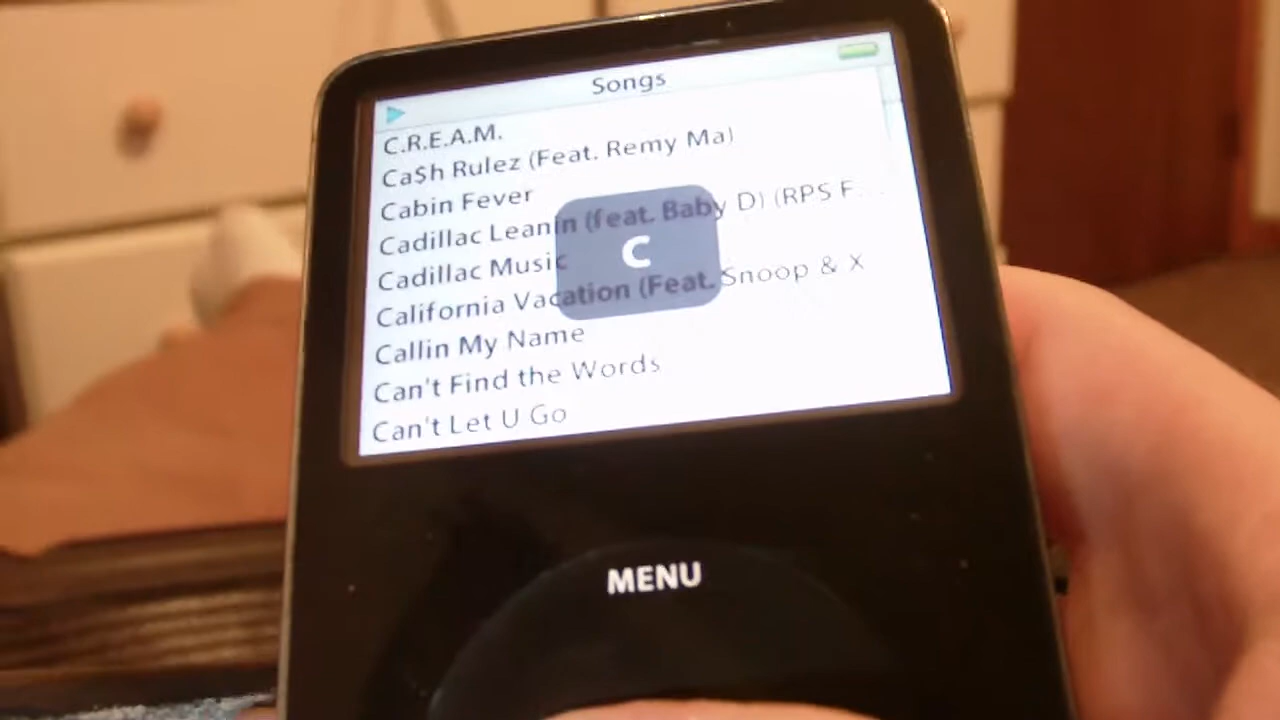 Songs
C.R.E.A.M.
Ca$h Rulez (Feat. Remy Ma)
Cabin Fever
Cadillac Leanin (feat. Baby D) (RPS F...
Cadillac Music
California Vacation (Feat. Snoop & X
Callin My Name
Can't Find the Words
Can't Let U Go
C
MENU